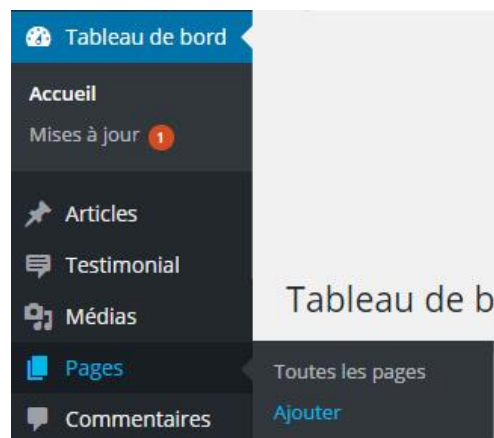 Tableau de bord
Accueil
Mises à jour 1
Articles
Testimonial
Médias
Tableau de b
Pages
Toutes les pages
Commentaires
Ajouter